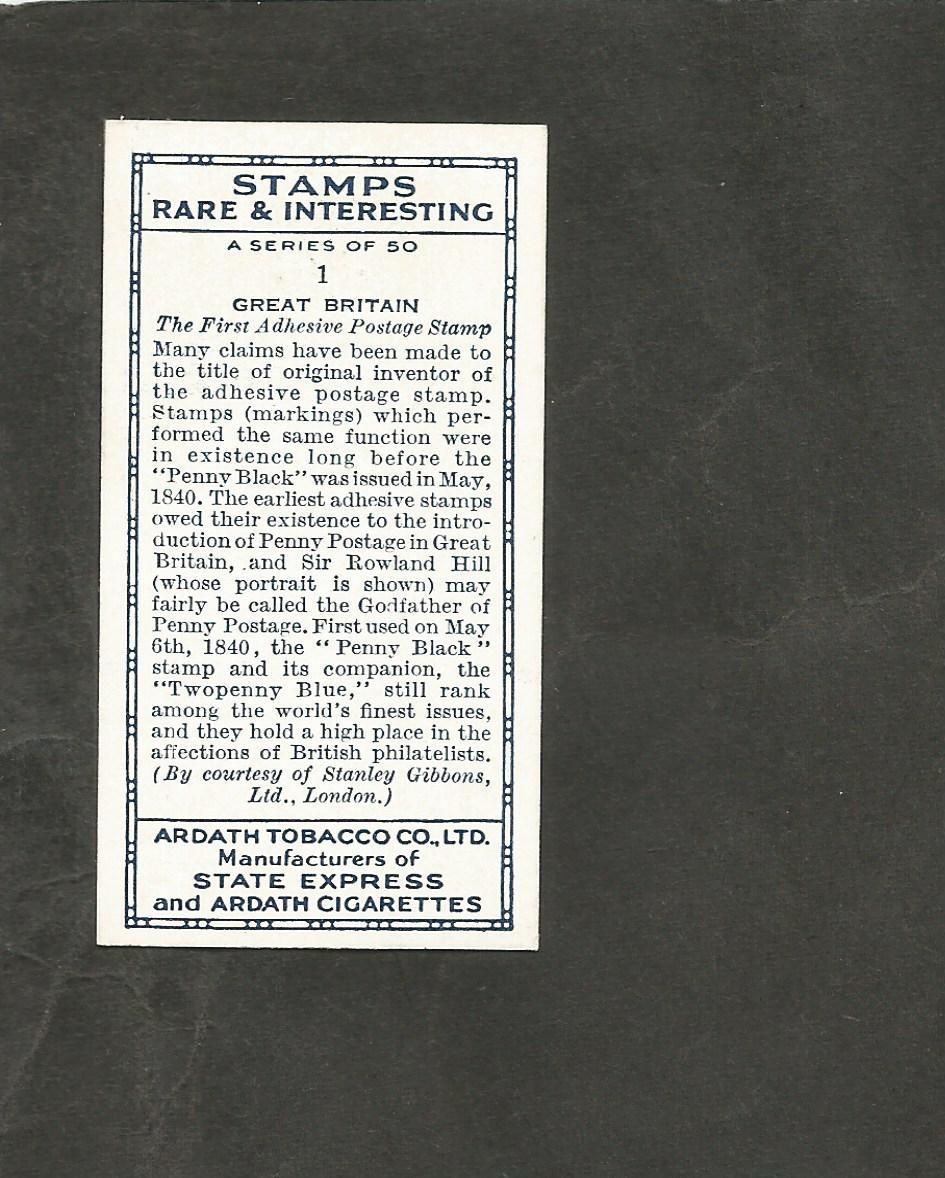 STAMPS
RARE & INTERESTING
A SERIES OF 50
1
GREAT BRITAIN
The First Adhesive Postage Stamp
Many claims have been made to
the title of original inventor of
the adhesive postage stamp.
Stamps (markings) which per-
formed the same function were
in existence long before the
"Penny Black" was issued in May,
1840. The earliest adhesive stamps
owed their existence to the intro-
duction of Penny Postage in Great
Britain, and Sir Rowland Hill
(whose portrait is shown) may
fairly be called the Godfather of
Penny Postage. First used on May
6th, 1840, the "Penny Black"
stamp and its companion, the
"Twopenny Blue," still rank
among the world's finest issues,
and they hold a high place in the
affections of British philatelists.
(By courtesy of Stanley Gibbons,
Ltd., London.)
ARDATH TOBACCO CO., LTD.
Manufacturers of
STATE EXPRESS
and ARDATH CIGARETTES